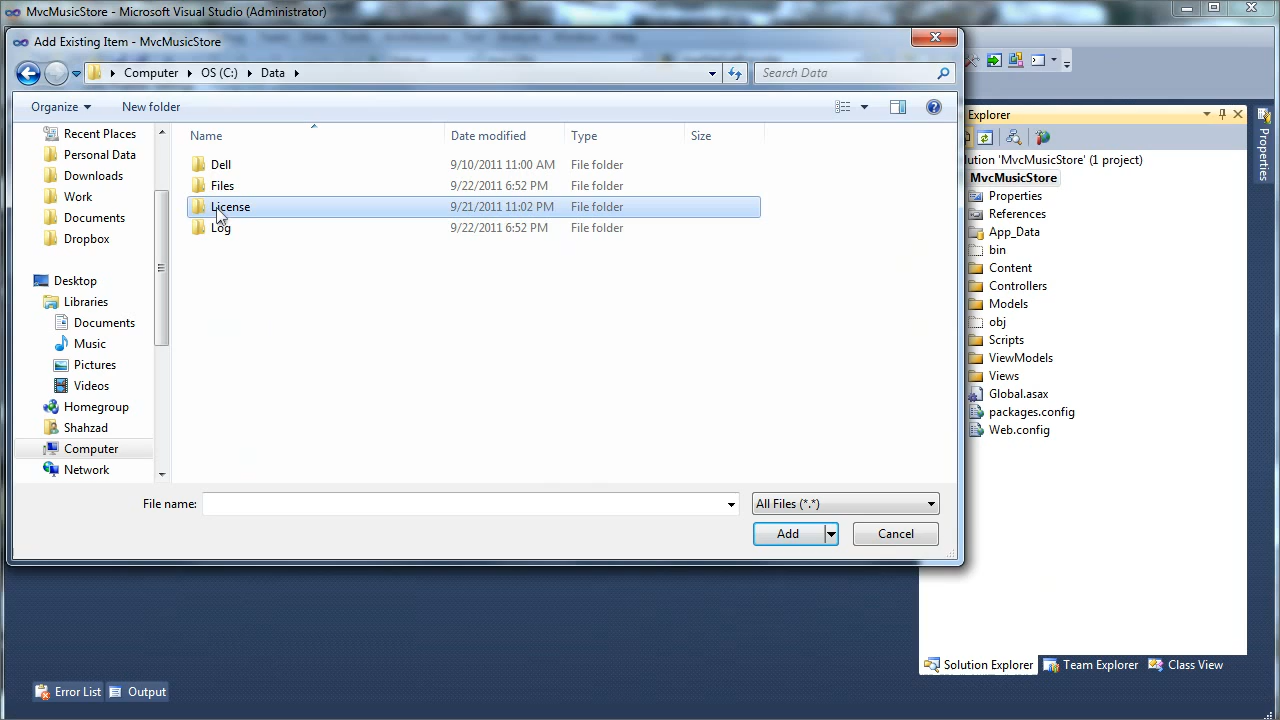 MvcMusicStore - Microsoft Visual Studio (Administrator)
Add Existing Item - MvcMusicStore
Computer OS (C:) Data
Search Data
Organize New folder
Name Date modified Type Size
Recent Places
Personal Data
Downloads
Work
Documents
Dropbox
Desktop
Libraries
Documents
Music
Pictures
Videos
Homegroup
Shahzad
Computer
Network
Dell 9/10/2011 11:00 AM File folder
Files 9/22/2011 6:52 PM File folder
License 9/21/2011 11:02 PM File folder
Log 9/22/2011 6:52 PM File folder
File name:
All Files (*.*)
Add Cancel
Explorer
Properties
ution 'MvcMusicStore' (1 project)
MvcMusicStore
Properties
References
App_Data
bin
Content
Controllers
Models
obj
Scripts
ViewModels
Views
Global.asax
packages.config
Web.config
Solution Explorer Team Explorer Class View
Error List Output